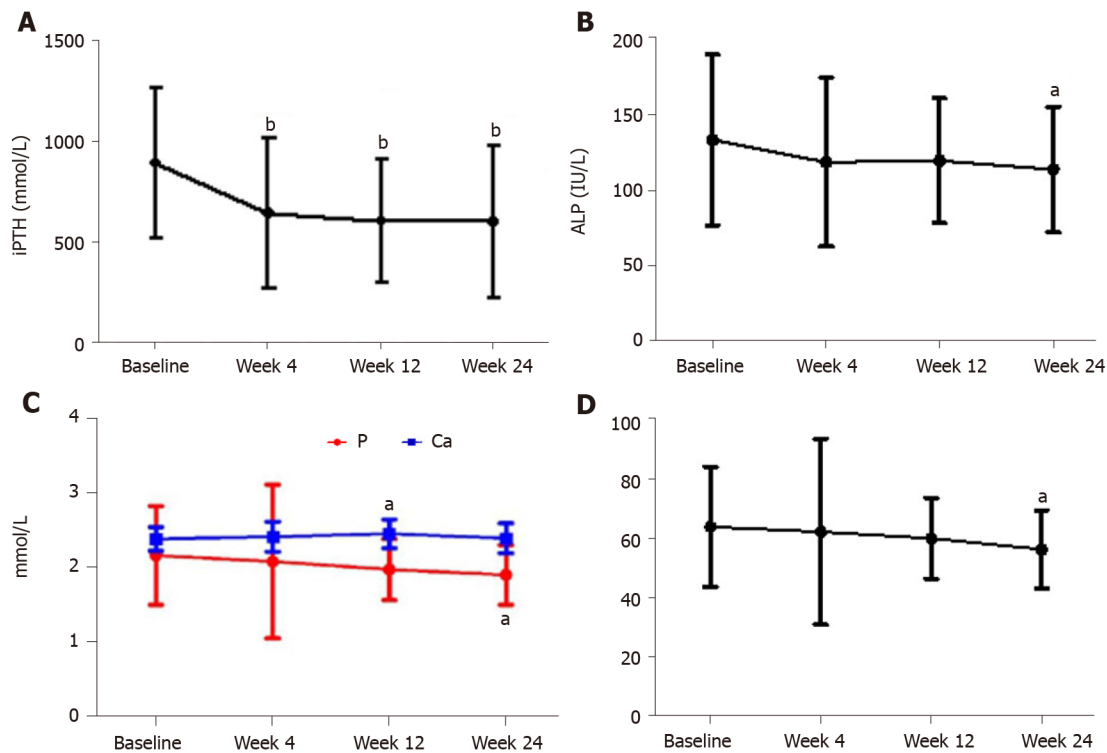 A
iPTH (mmol/L)
1500
1000
500
0
b
b
b
Baseline Week 4 Week 12 Week 24
B
ALP (IU/L)
200
150
100
50
0
a
Baseline Week 4 Week 12 Week 24
C
mmol/L
4
3
2
1
0
P Ca
a
a
Baseline Week 4 Week 12 Week 24
D
100
80
60
40
20
0
a
Baseline Week 4 Week 12 Week 24